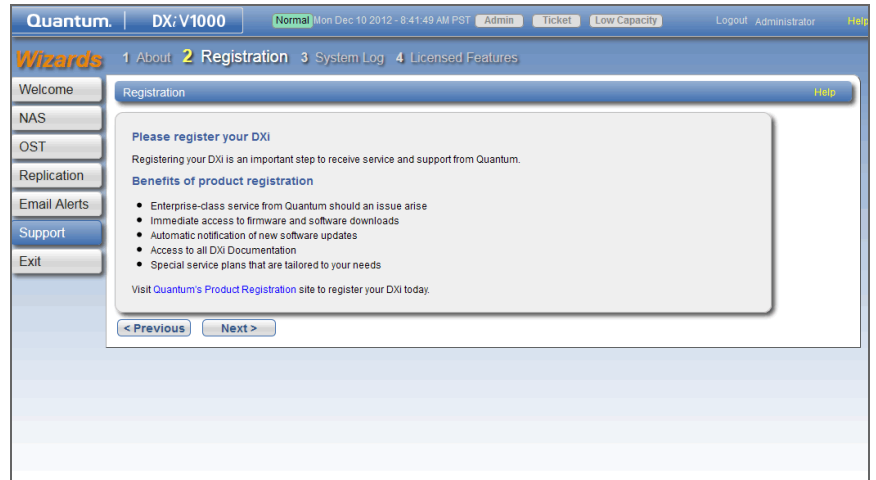 Quantum. DXi V1000 Normal Mon Dec 10 2012 - 8:41:49 AM PST Admin Ticket Low Capacity Logout Administrator Help
Wizards 1 About 2 Registration 3 System Log 4 Licensed Features
Welcome
NAS
OST
Replication
Email Alerts
Support
Exit
Registration Help
Please register your DXi
Registering your DXi is an important step to receive service and support from Quantum.
Benefits of product registration
• Enterprise-class service from Quantum should an issue arise
• Immediate access to firmware and software downloads
• Automatic notification of new software updates
• Access to all DXi Documentation
• Special service plans that are tailored to your needs
Visit Quantum's Product Registration site to register your DXi today.
< Previous Next >